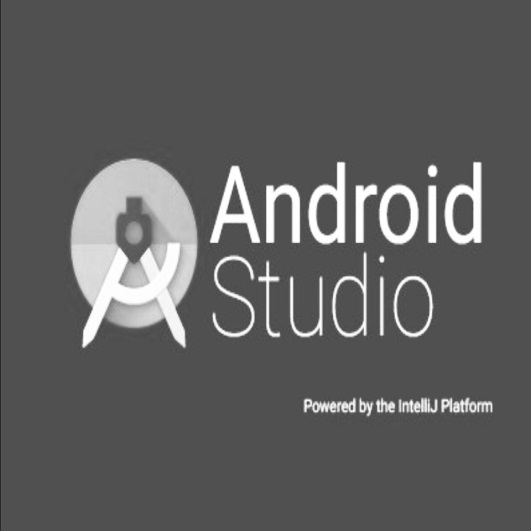 Android
Studio
Powered by the IntelliJ Platform